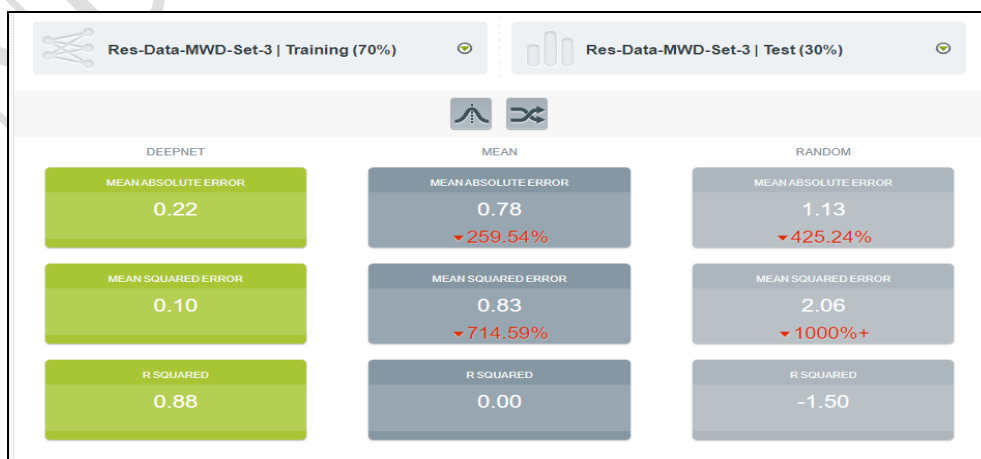 Res-Data-MWD-Set-3 | Training (70%)
Res-Data-MWD-Set-3 | Test (30%)
DEEPNET
MEAN
RANDOM
MEAN ABSOLUTE ERROR
0.22
MEAN ABSOLUTE ERROR
0.78
259.54%
MEAN ABSOLUTE ERROR
1.13
425.24%
MEAN SQUARED ERROR
0.10
MEAN SQUARED ERROR
0.83
714.59%
MEAN SQUARED ERROR
2.06
1000%+
R SQUARED
0.88
R SQUARED
0.00
R SQUARED
-1.50